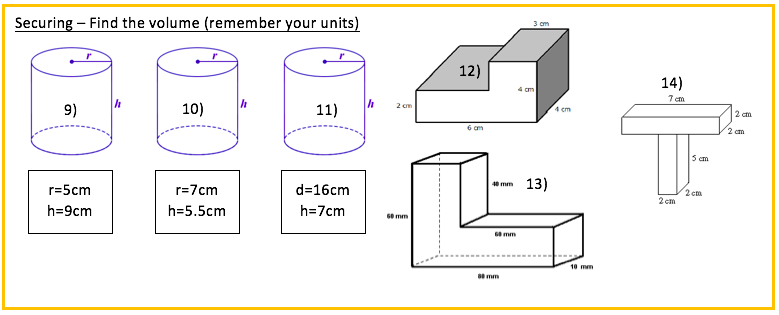 Securing – Find the volume (remember your units)
r
h
9)
r=5cm
h=9cm
r
h
10)
r=7cm
h=5.5cm
r
h
11)
d=16cm
h=7cm
3 cm
12)
4 cm
2 cm
4 cm
6 cm
13)
40 mm
60 mm
60 mm
10 mm
80 mm
14)
7 cm
2 cm
2 cm
5 cm
2 cm
2 cm